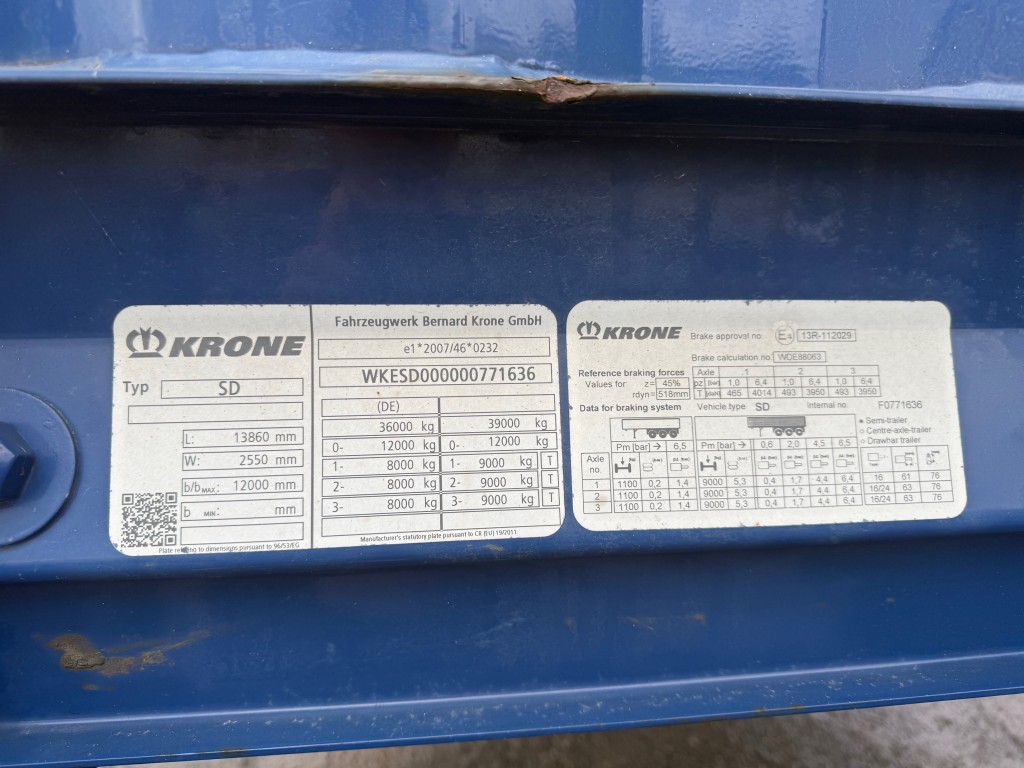 KRONE
Typ SD
L: 13860 mm
W: 2550 mm
b/b MAX: 12000 mm
b MIN: mm
Plate relating to dimensions pursuant 96/53/EG
Fahrzeugwerk Bernard Krone GmbH
e1*2007/46*0232
WKESD000000771636
(DE)
36000 kg 39000 kg
0- 12000 kg 0- 12000 kg
1- 8000 kg 1- 9000 kg T
2- 8000 kg 2- 9000 kg T
3- 8000 kg 3- 9000 kg T
Manufacturer's statutory plate pursuant to CR (EU) 19/2011
KRONE
Brake approval no: 13R-112029
Brake calculation no: WDE88063
Reference braking forces Axle 1 2 3
Values for z= 45% pz 1,0 6,4 1,0 6,4 1,0 6,4
rdyn= 518mm T 465 4014 493 3950 493 3950
Data for braking system Vehicle type SD Internal no. F0771636
Semi-trailer
Centre-axle-trailer
Drawbar trailer
Pm [bar] → 6,5 Pm [bar] → 0,6 2,0 4,5 6,5
Axle no.
1 1100 0,2 1,4 9000 5,3 0,4 1,7 4,4 6,4 16 61 76
2 1100 0,2 1,4 9000 5,3 0,4 1,7 4,4 6,4 16/24 63 76
3 1100 0,2 1,4 9000 5,3 0,4 1,7 4,4 6,4 16/24 63 76